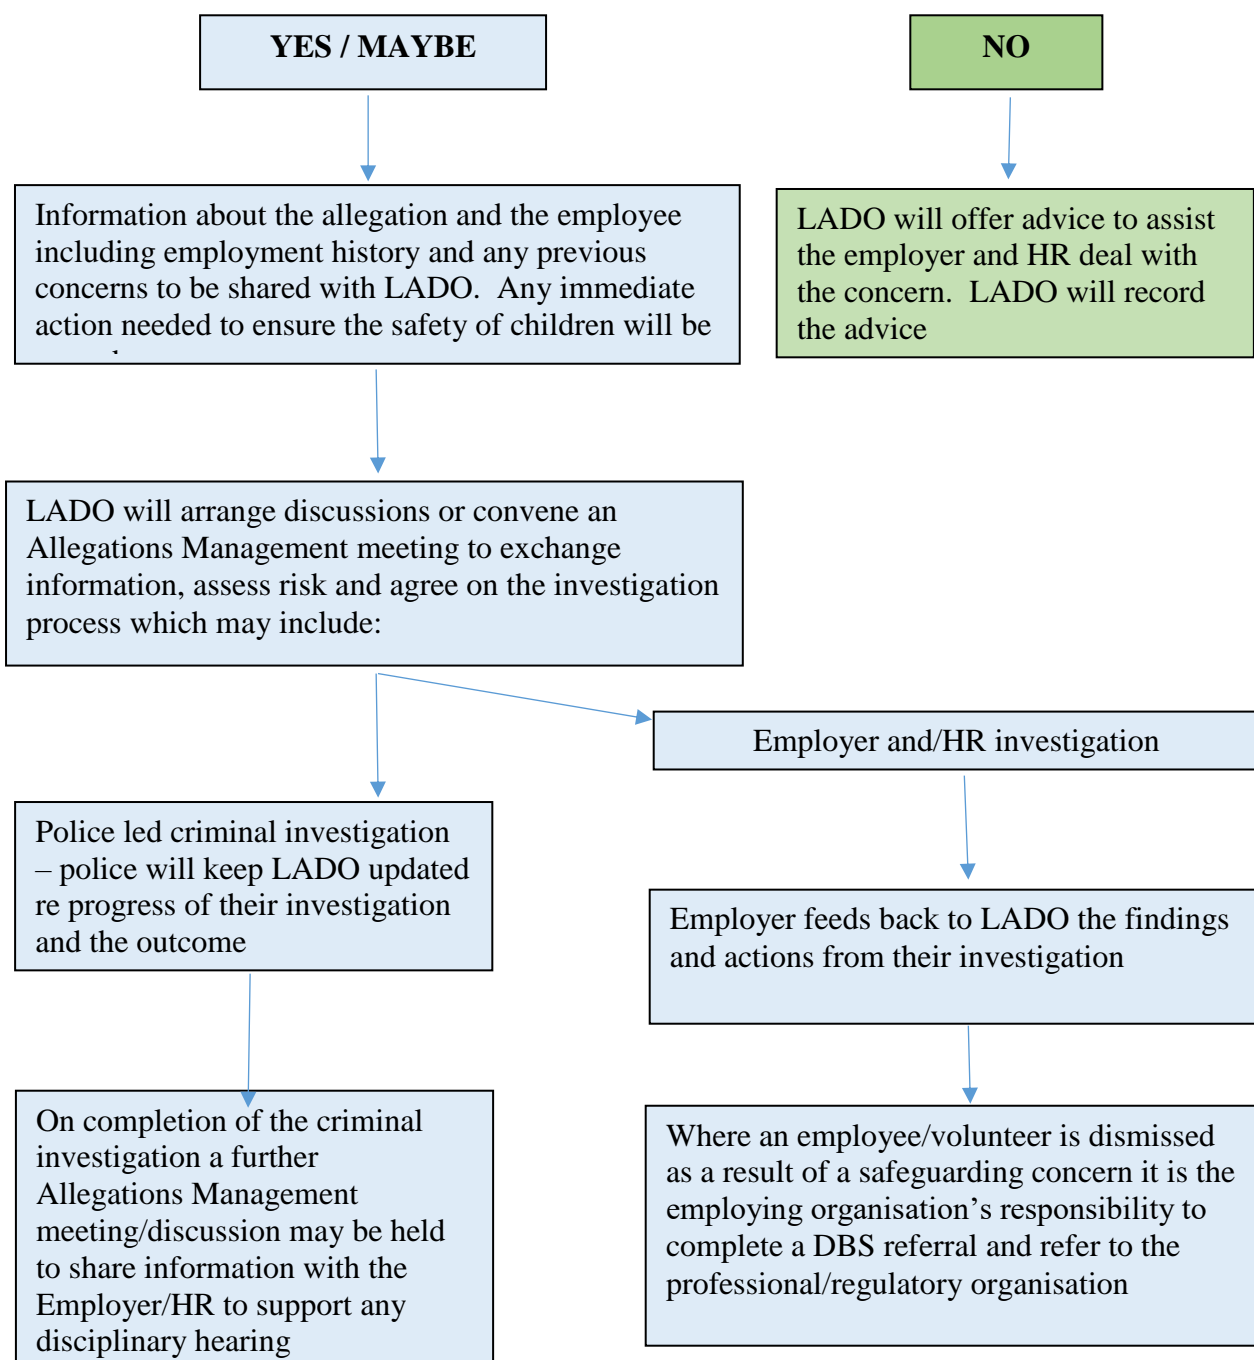 YES / MAYBE
NO
Information about the allegation and the employee
including employment history and any previous
concerns to be shared with LADO.  Any immediate
action needed to ensure the safety of children will be
LADO will offer advice to assist
the employer and HR deal with
the concern.  LADO will record
the advice
LADO will arrange discussions or convene an
Allegations Management meeting to exchange
information, assess risk and agree on the investigation
process which may include:
Employer and/HR investigation
Police led criminal investigation
– police will keep LADO updated
re progress of their investigation
and the outcome
Employer feeds back to LADO the findings
and actions from their investigation
On completion of the criminal
investigation a further
Allegations Management
meeting/discussion may be held
to share information with the
Employer/HR to support any
disciplinary hearing
Where an employee/volunteer is dismissed
as a result of a safeguarding concern it is the
employing organisation’s responsibility to
complete a DBS referral and refer to the
professional/regulatory organisation